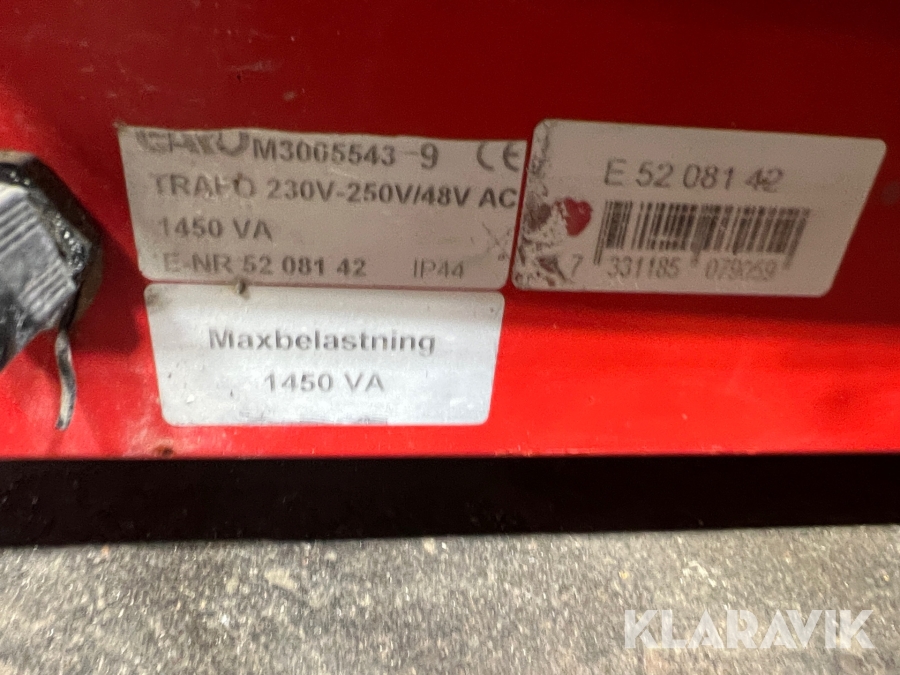 M3065543-9 CE
TRAFO 230V-250V/48V AC
1450 VA
E-NR 52 081 42 IP44
E 52 081 42
7 331185 079259
Maxbelastning
1450 VA
KLARAVIK